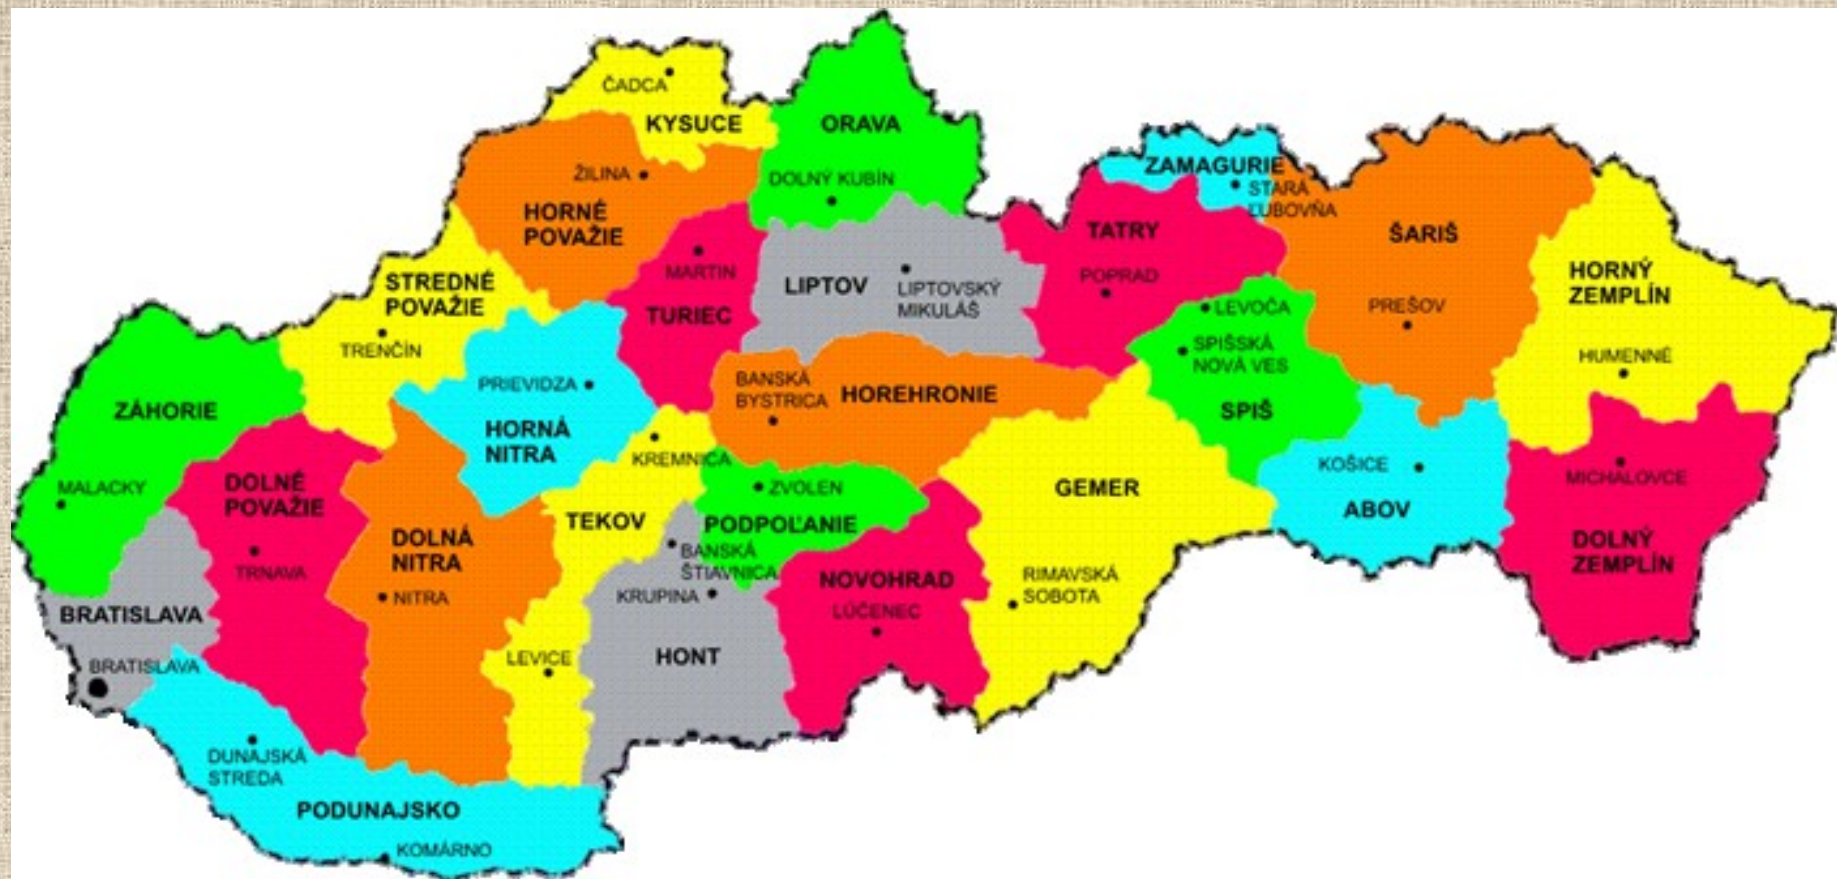 ČADCA
KYSUCE
ORAVA
ŽILINA
DOLNÝ KUBÍN
HORNÉ
POVAŽIE
ZAMAGURIE
STARÁ
ĽUBOVŇA
TATRY
ŠARIŠ
MARTIN
POPRAD
STREDNÉ
POVAŽIE
LIPTOV
LIPTOVSKÝ
MIKULÁŠ
HORNÝ
ZEMPLÍN
TURIEC
LEVOČA
PREŠOV
TRENČÍN
SPIŠSKÁ
NOVÁ VES
HUMENNÉ
PRIEVIDZA
BANSKÁ
BYSTRICA
HOREHRONIE
ZÁHORIE
SPIŠ
HORNÁ
NITRA
KREMNICA
KOŠICE
MICHALOVCE
MALACKY
DOLNÉ
POVAŽIE
ZVOLEN
GEMER
ABOV
TEKOV
PODPOĽANIE
DOLNÁ
NITRA
BANSKÁ
ŠTIAVNICA
DOLNÝ
ZEMPLÍN
TRNAVA
NOVOHRAD
RIMAVSKÁ
SOBOTA
NITRA
KRUPINA
LÚČENEC
BRATISLAVA
BRATISLAVA
LEVICE
HONT
DUNAJSKÁ
STREDA
PODUNAJSKO
KOMÁRNO